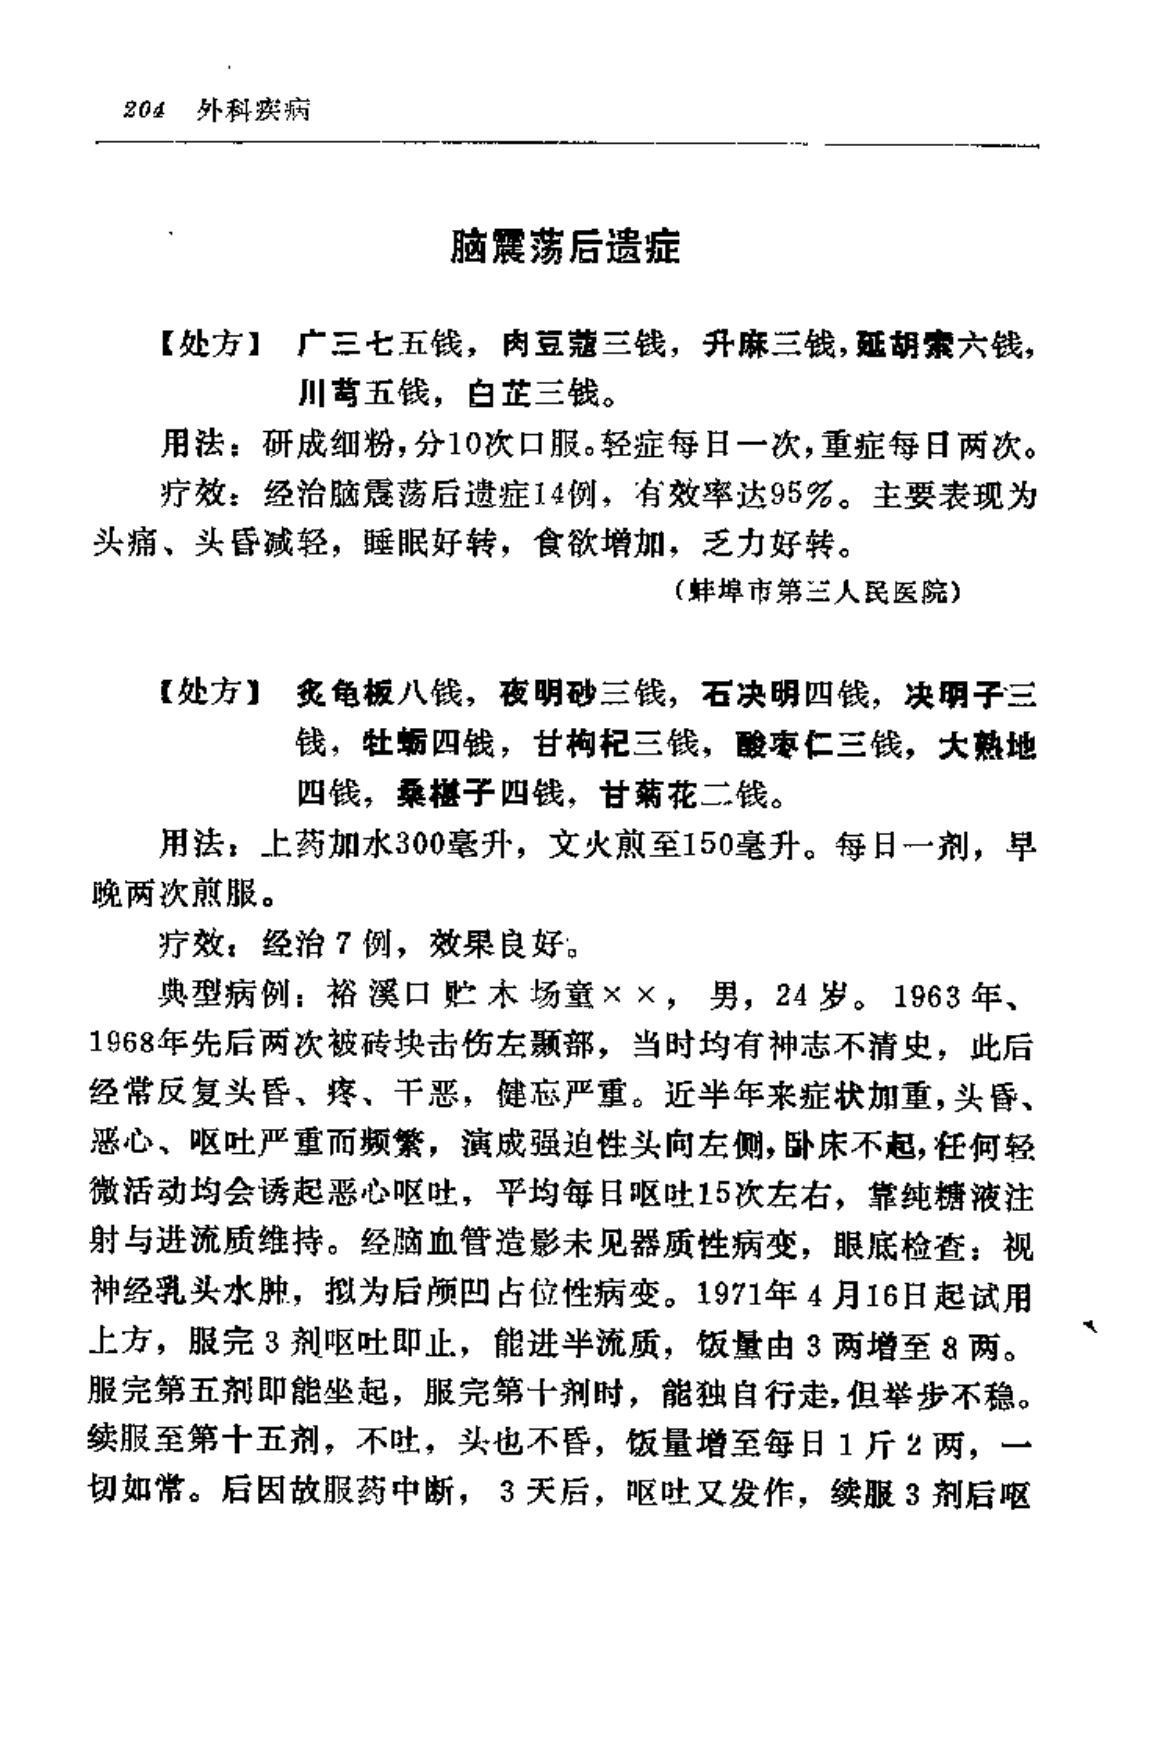 204 外科疾病
脑震荡后遗症
【处方】 广三七五钱，肉豆蔻三钱，升麻三钱，延胡索六钱，
川芎五钱，白芷三钱。
用法：研成细粉，分10次口服。轻症每日一次，重症每日两次。
疗效：经治脑震荡后遗症14例，有效率达95％。主要表现为
头痛、头昏减轻，睡眠好转，食欲增加，乏力好转。
（蚌埠市第三人民医院）
【处方】 炙龟板八钱，夜明砂三钱，石决明四钱，决明子三
钱，牡蛎四钱，甘枸杞三钱，酸枣仁三钱，大熟地
四钱，桑椹子四钱，甘菊花二钱。
用法：上药加水300毫升，文火煎至150毫升。每日一剂，早
晚两次煎服。
疗效：经治7例，效果良好。
典型病例：裕溪口贮木场童××，男，24岁。1963年、
1968年先后两次被砖块击伤左颞部，当时均有神志不清史，此后
经常反复头昏、疼、干恶，健忘严重。近半年来症状加重，头昏、
恶心、呕吐严重而频繁，演成强迫性头向左侧，卧床不起，任何轻
微活动均会诱起恶心呕吐，平均每日呕吐15次左右，靠纯糖液注
射与进流质维持。经脑血管造影未见器质性病变，眼底检查：视
神经乳头水肿，拟为后颅凹占位性病变。1971年4月16日起试用
上方，服完3剂呕吐即止，能进半流质，饭量由3两增至8两。
服完第五剂即能坐起，服完第十剂时，能独自行走，但举步不稳。
续服至第十五剂，不吐，头也不昏，饭量增至每日1斤2两，一
切如常。后因故服药中断，3天后，呕吐又发作，续服3剂后呕